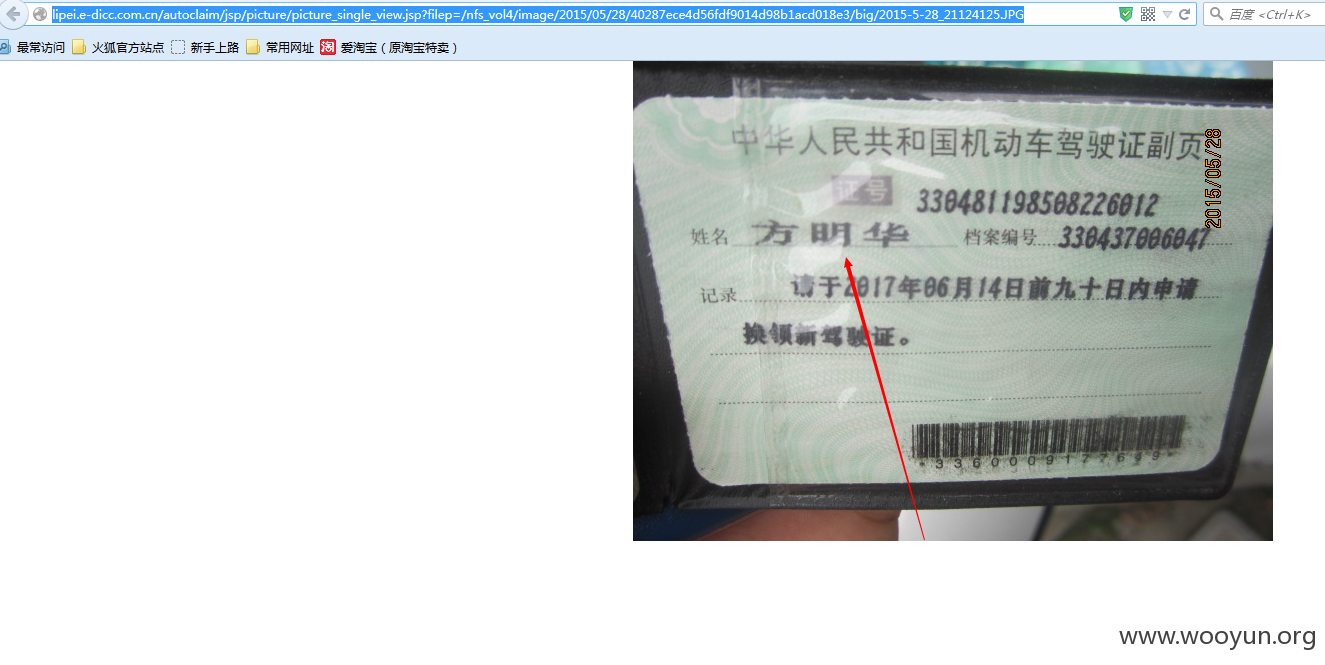 lipei.e-dicc.com.cn/autoclaim/jsp/picture/picture_single_view.jsp?filep=/nfs_vol4/image/2015/05/28/40287ece4d56fdf9014d98b1acd018e3/big/2015-5-28_21124125.JPG
百度 <Ctrl+K>
最常访问 火狐官方站点 新手上路 常用网址 淘 爱淘宝（原淘宝特卖）
中华人民共和国机动车驾驶证副页
2015/05/28
证号 330481198508226012
姓名 方明华 档案编号 330437006047
记录 请于2017年06月14日前九十日内申请
换领新驾驶证。
www.wooyun.org